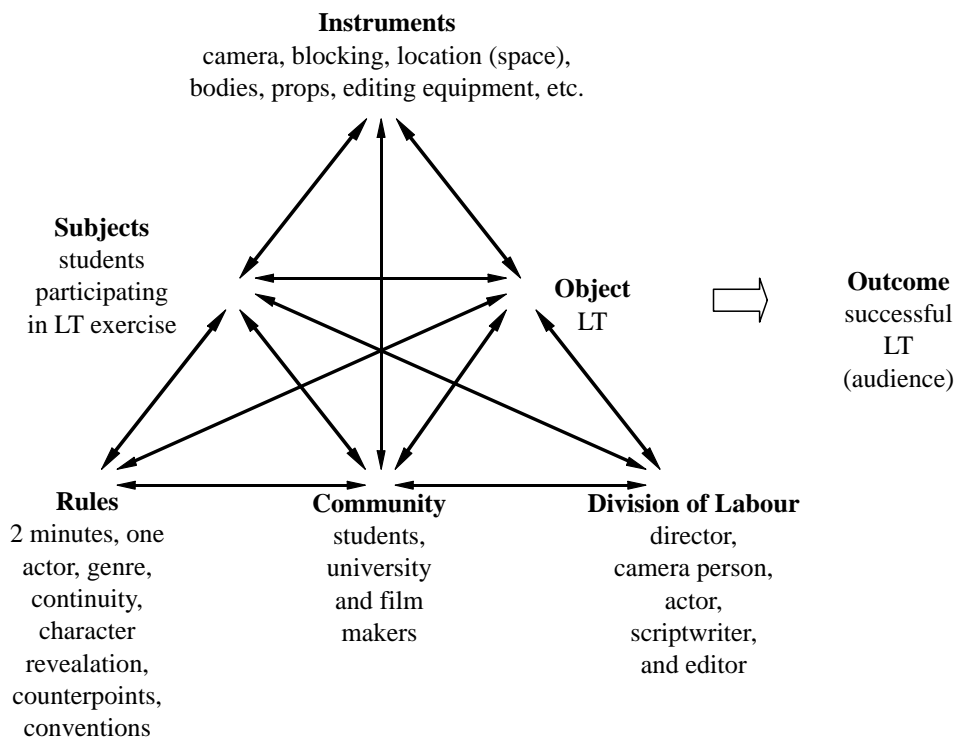 Instruments
camera, blocking, location (space),
bodies, props, editing equipment, etc.
Subjects
students
participating
in LT exercise
Object
LT
Outcome
successful
LT
(audience)
Rules
2 minutes, one
actor, genre,
continuity,
character
revealation,
counterpoints,
conventions
Community
students,
university
and film
makers
Division of Labour
director,
camera person,
actor,
scriptwriter,
and editor